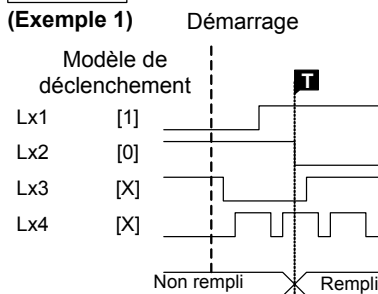 (Exemple 1) Démarrage
Modèle de
déclenchement
T
Lx1 [1]
Lx2 [0]
Lx3 [X]
Lx4 [X]
Non rempli Rempli